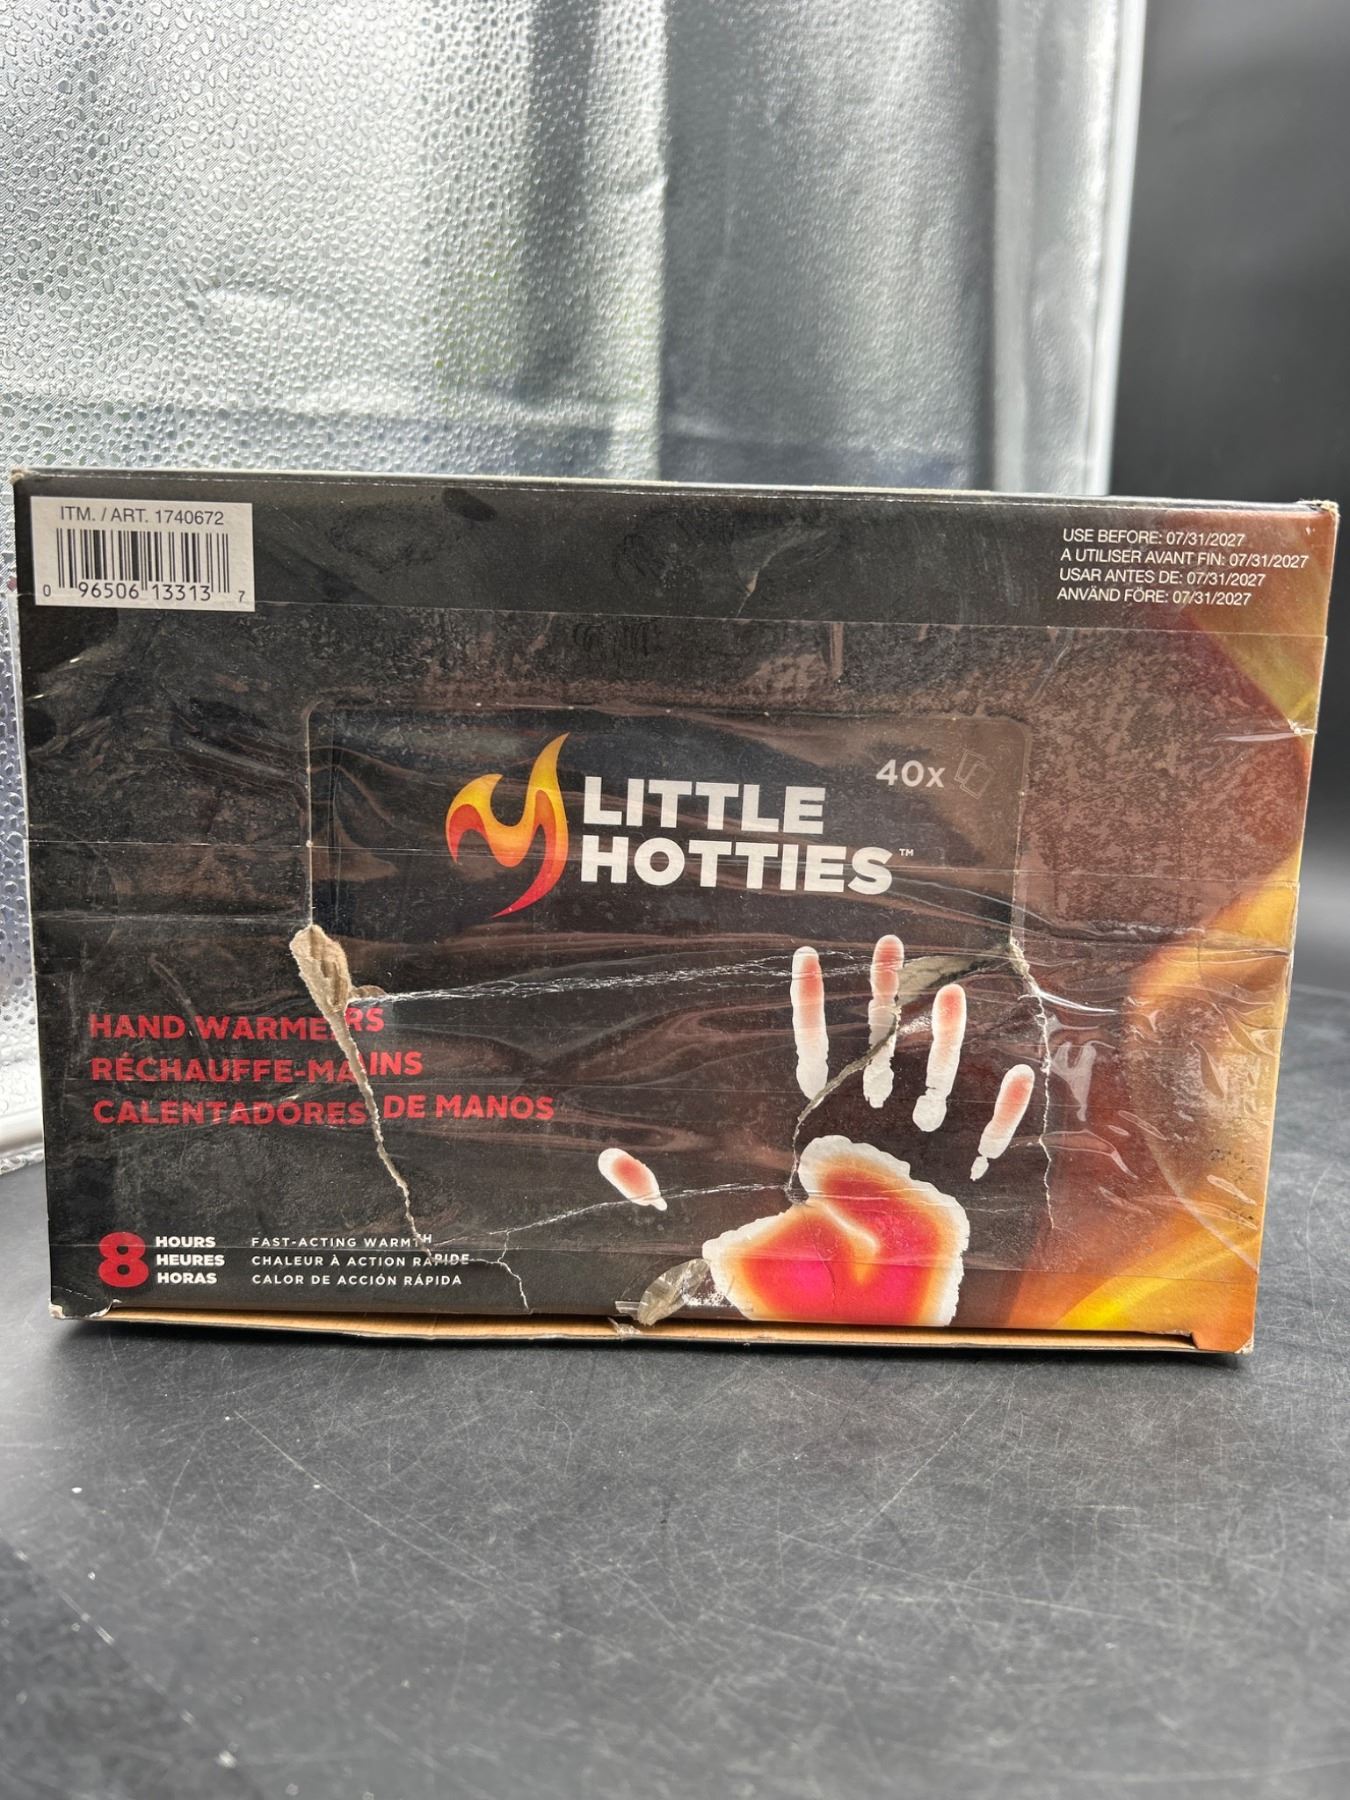 ITM. / ART. 1740672
0 96506 13313 7
USE BEFORE: 07/31/2027
A UTILISER AVANT FIN: 07/31/2027
USAR ANTES DE: 07/31/2027
ANVÄND FÖRE: 07/31/2027
40x
LITTLE
HOTTIES™
HAND WARMERS
RÉCHAUFFE-MAINS
CALENTADORES DE MANOS
8 HOURS
HEURES
HORAS
FAST-ACTING WARMTH
CHALEUR À ACTION RAPIDE
CALOR DE ACCIÓN RÁPIDA